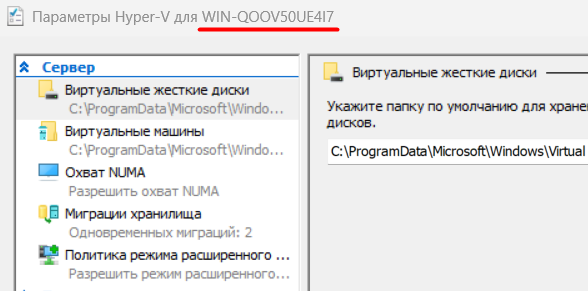 Параметры Hyper-V для WIN-QOOV50UE4I7
Сервер
Виртуальные жесткие диски
C:\ProgramData\Microsoft\Windo...
Виртуальные машины
C:\ProgramData\Microsoft\Windo...
Охват NUMA
Разрешить охват NUMA
Миграции хранилища
Одновременных миграций: 2
Политика режима расширенного ...
Разрешить режим расширенного...
Виртуальные жесткие диски
Укажите папку по умолчанию для хране
дисков.
C:\ProgramData\Microsoft\Windows\Virtual